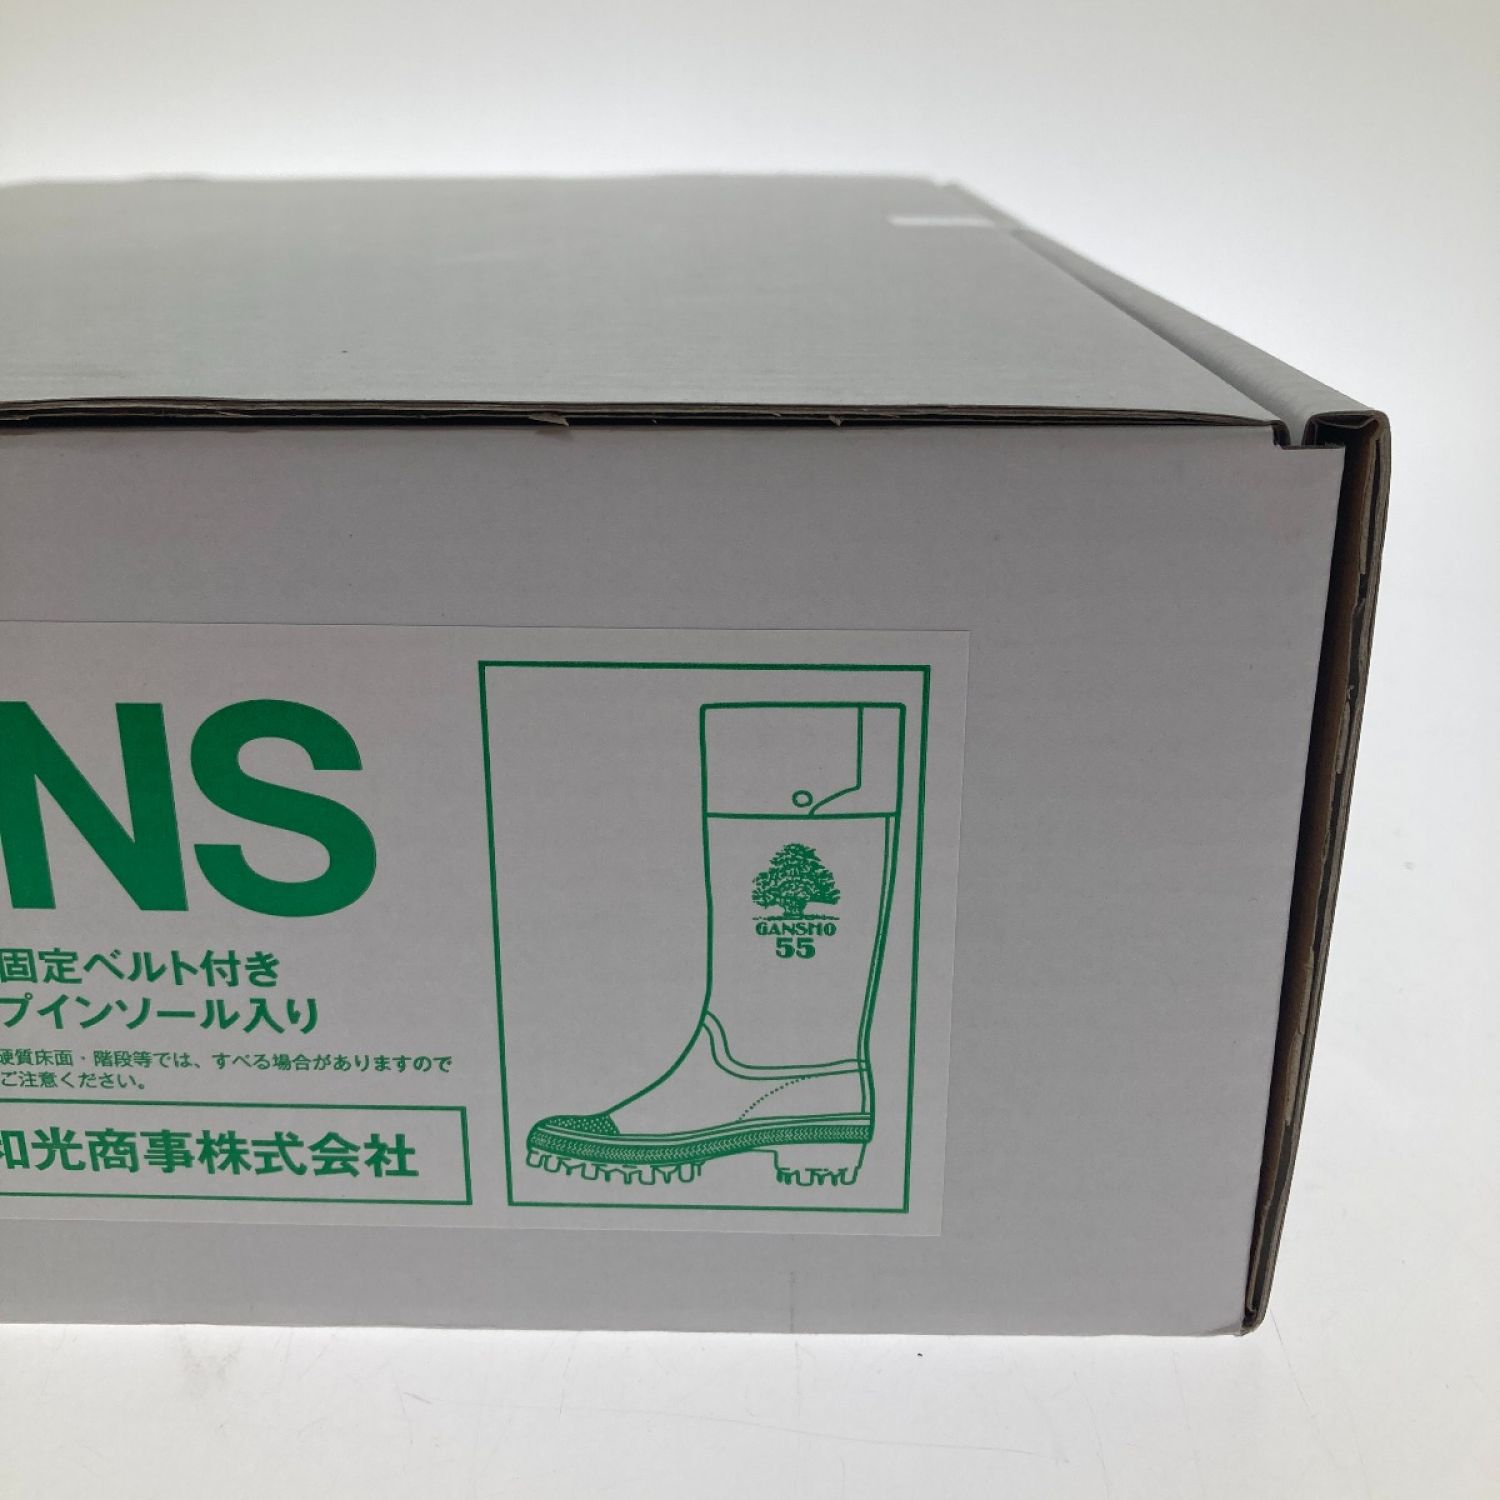 NS
固定ベルト付き
プインソール入り
硬質床面・階段等では、すべる場合がありますので
ご注意ください。
和光商事株式会社
GANSHO
55